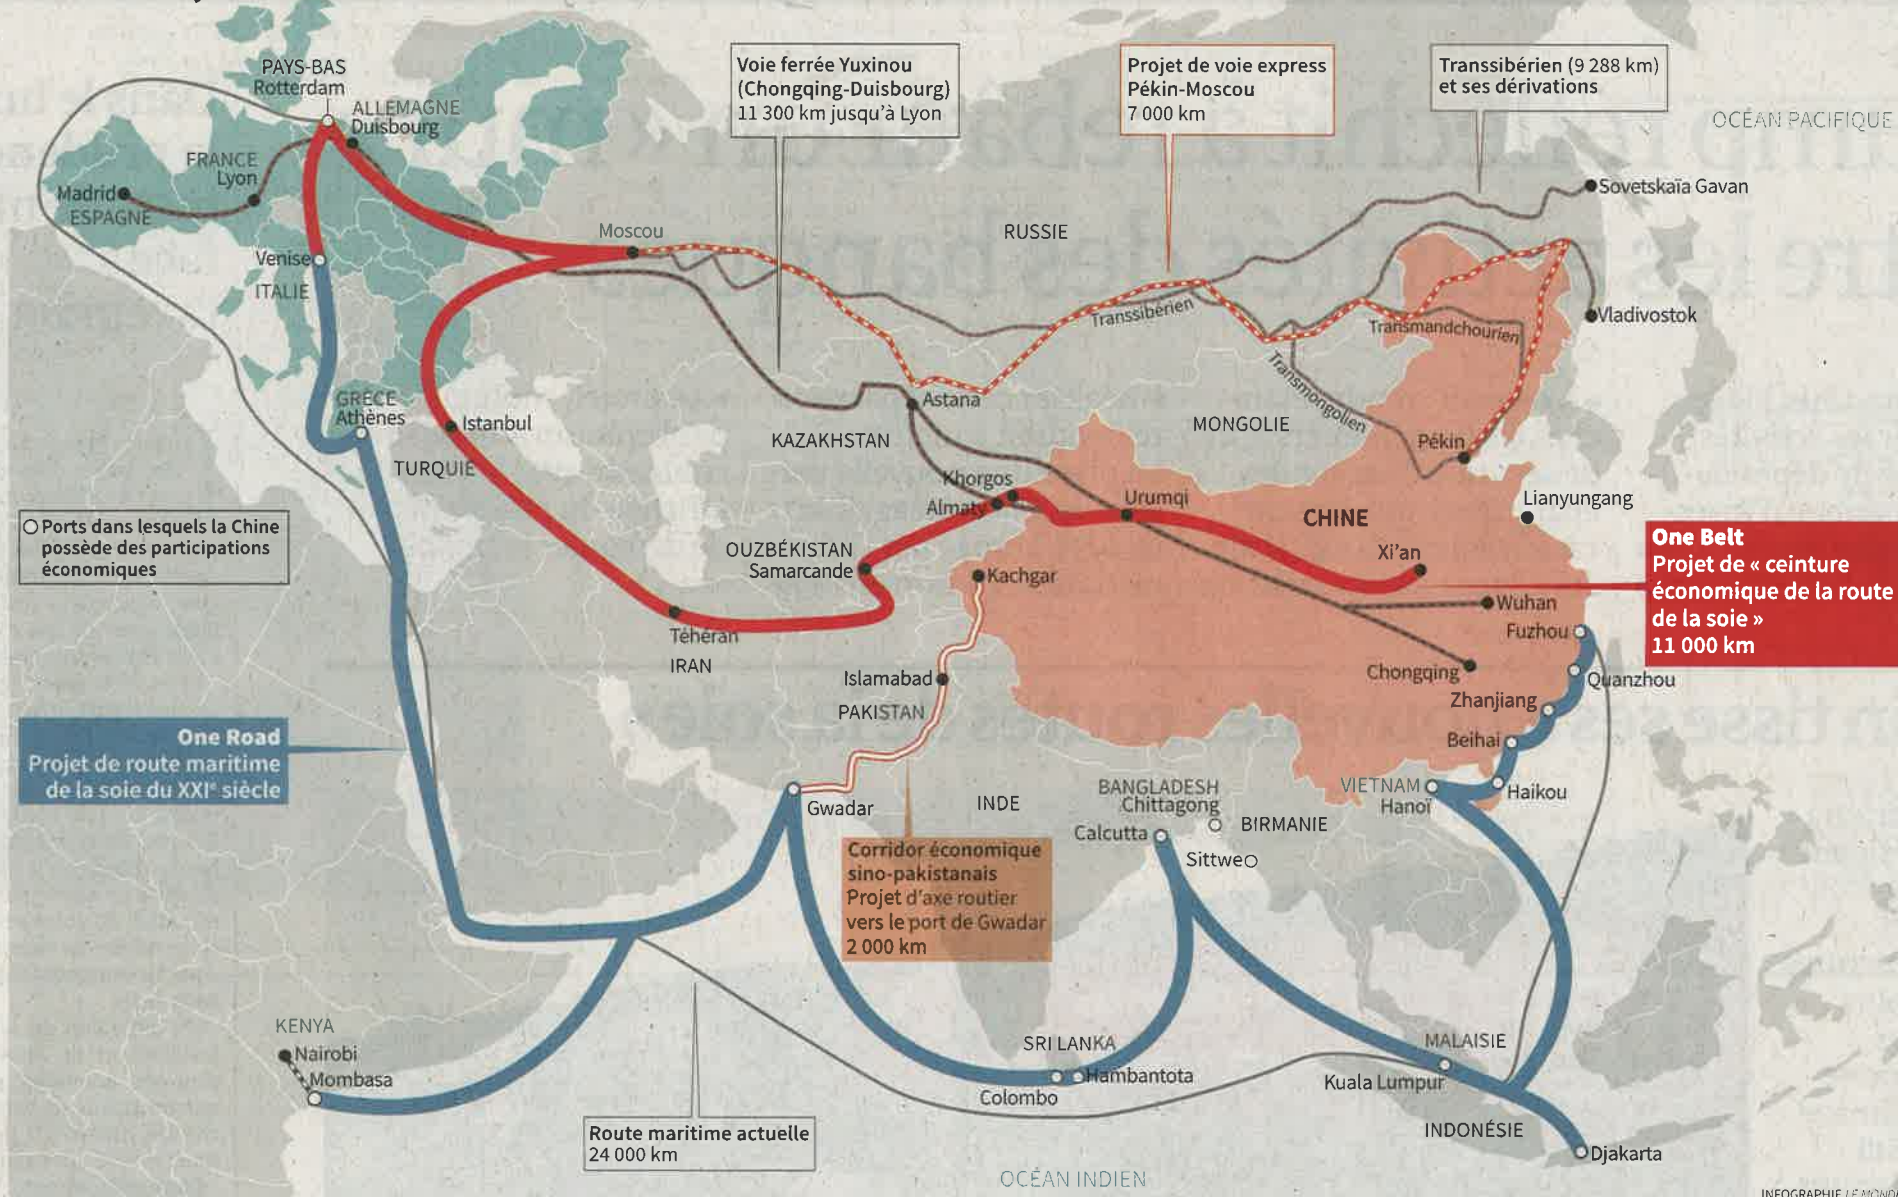 PAYS-BAS
Rotterdam
ALLEMAGNE
Duisbourg
FRANCE
Lyon
Madrid
ESPAGNE
Venise
ITALIE
GRÈCE
Athènes
Istanbul
TURQUIE
Moscou
Voie ferrée Yuxinou
(Chongqing-Duisbourg)
11 300 km jusqu'à Lyon
Projet de voie express
Pékin-Moscou
7 000 km
Transsibérien (9 288 km)
et ses dérivations
OCÉAN PACIFIQUE
Sovetskaïa Gavan
RUSSIE
Transsibérien
Transmandchourien
Vladivostok
Transmongolien
Astana
MONGOLIE
KAZAKHSTAN
Pékin
Khorgos
Almaty
Urumqi
Lianyungang
CHINE
Xi'an
One Belt
Projet de « ceinture
économique de la route
de la soie »
11 000 km
Ports dans lesquels la Chine
possède des participations
économiques
OUZBÉKISTAN
Samarcande
Kachgar
Wuhan
Fuzhou
Téhéran
IRAN
Islamabad
PAKISTAN
Chongqing
Quanzhou
Zhanjiang
Beihai
One Road
Projet de route maritime
de la soie du XXIe siècle
Gwadar
INDE
BANGLADESH
Chittagong
Calcutta
BIRMANIE
Sittwe
VIETNAM
Hanoï
Haikou
Corridor économique
sino-pakistanais
Projet d'axe routier
vers le port de Gwadar
2 000 km
KENYA
Nairobi
Mombasa
SRI LANKA
Hambantota
Colombo
MALAISIE
Kuala Lumpur
Route maritime actuelle
24 000 km
INDONÉSIE
Djakarta
OCÉAN INDIEN
INFOGRAPHIE LE MONDE